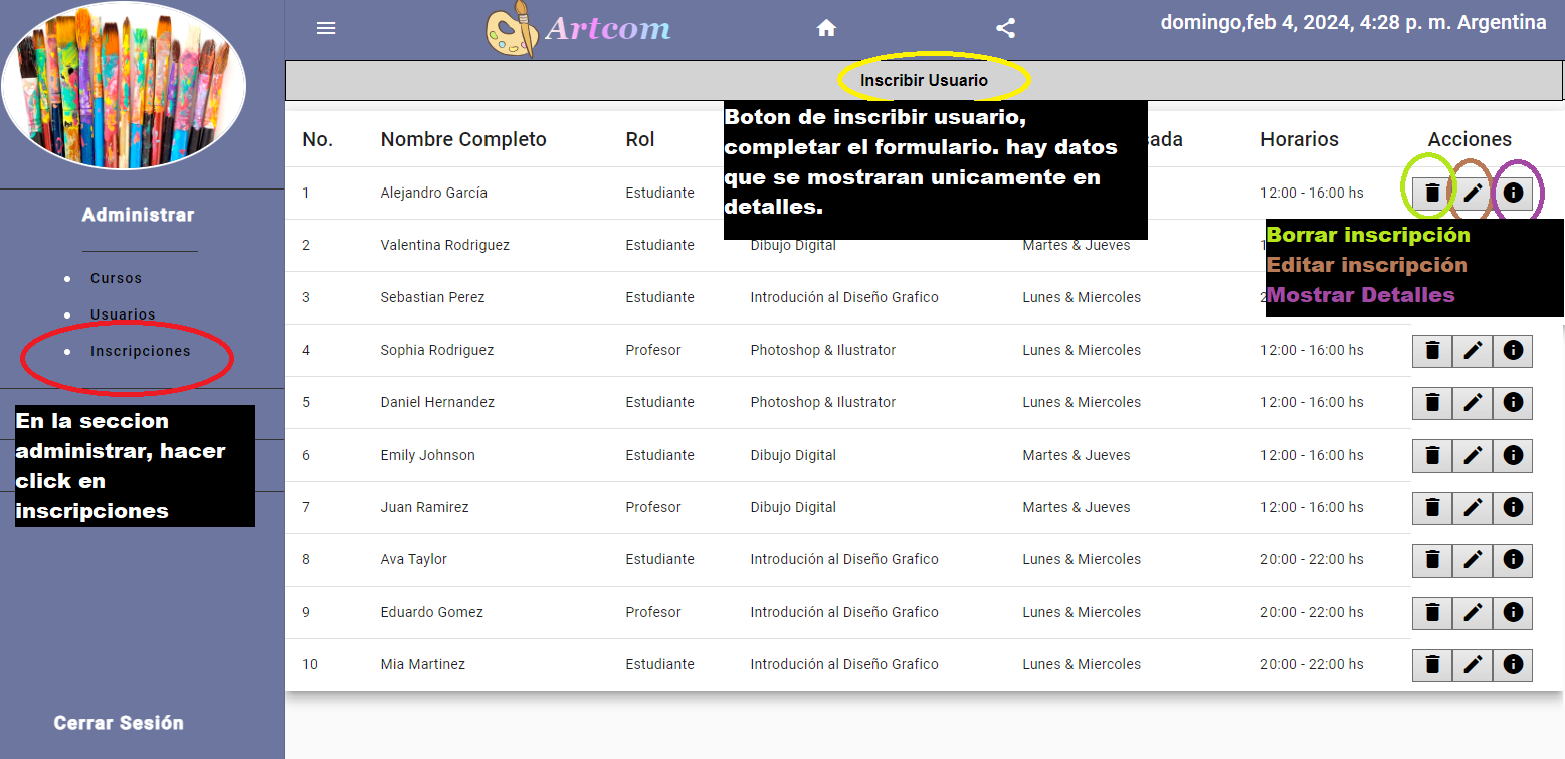 Artcom
domingo,feb 4, 2024, 4:28 p. m. Argentina
Administrar
Cursos
Usuarios
Inscripciones
En la seccion
administrar, hacer
click en
inscripciones
Cerrar Sesión
Inscribir Usuario
Boton de inscribir usuario,
completar el formulario. hay datos
que se mostraran unicamente en
detalles.
No. Nombre Completo Rol Horarios Acciones
1 Alejandro García Estudiante 12:00 - 16:00 hs
Borrar inscripción
Editar inscripción
Mostrar Detalles
2 Valentina Rodriguez Estudiante Dibujo Digital Martes & Jueves
3 Sebastian Perez Estudiante Introdución al Diseño Grafico Lunes & Miercoles
4 Sophia Rodriguez Profesor Photoshop & Ilustrator Lunes & Miercoles 12:00 - 16:00 hs
5 Daniel Hernandez Estudiante Photoshop & Ilustrator Lunes & Miercoles 12:00 - 16:00 hs
6 Emily Johnson Estudiante Dibujo Digital Martes & Jueves 12:00 - 16:00 hs
7 Juan Ramirez Profesor Dibujo Digital Martes & Jueves 12:00 - 16:00 hs
8 Ava Taylor Estudiante Introdución al Diseño Grafico Lunes & Miercoles 20:00 - 22:00 hs
9 Eduardo Gomez Profesor Introdución al Diseño Grafico Lunes & Miercoles 20:00 - 22:00 hs
10 Mia Martinez Estudiante Introdución al Diseño Grafico Lunes & Miercoles 20:00 - 22:00 hs